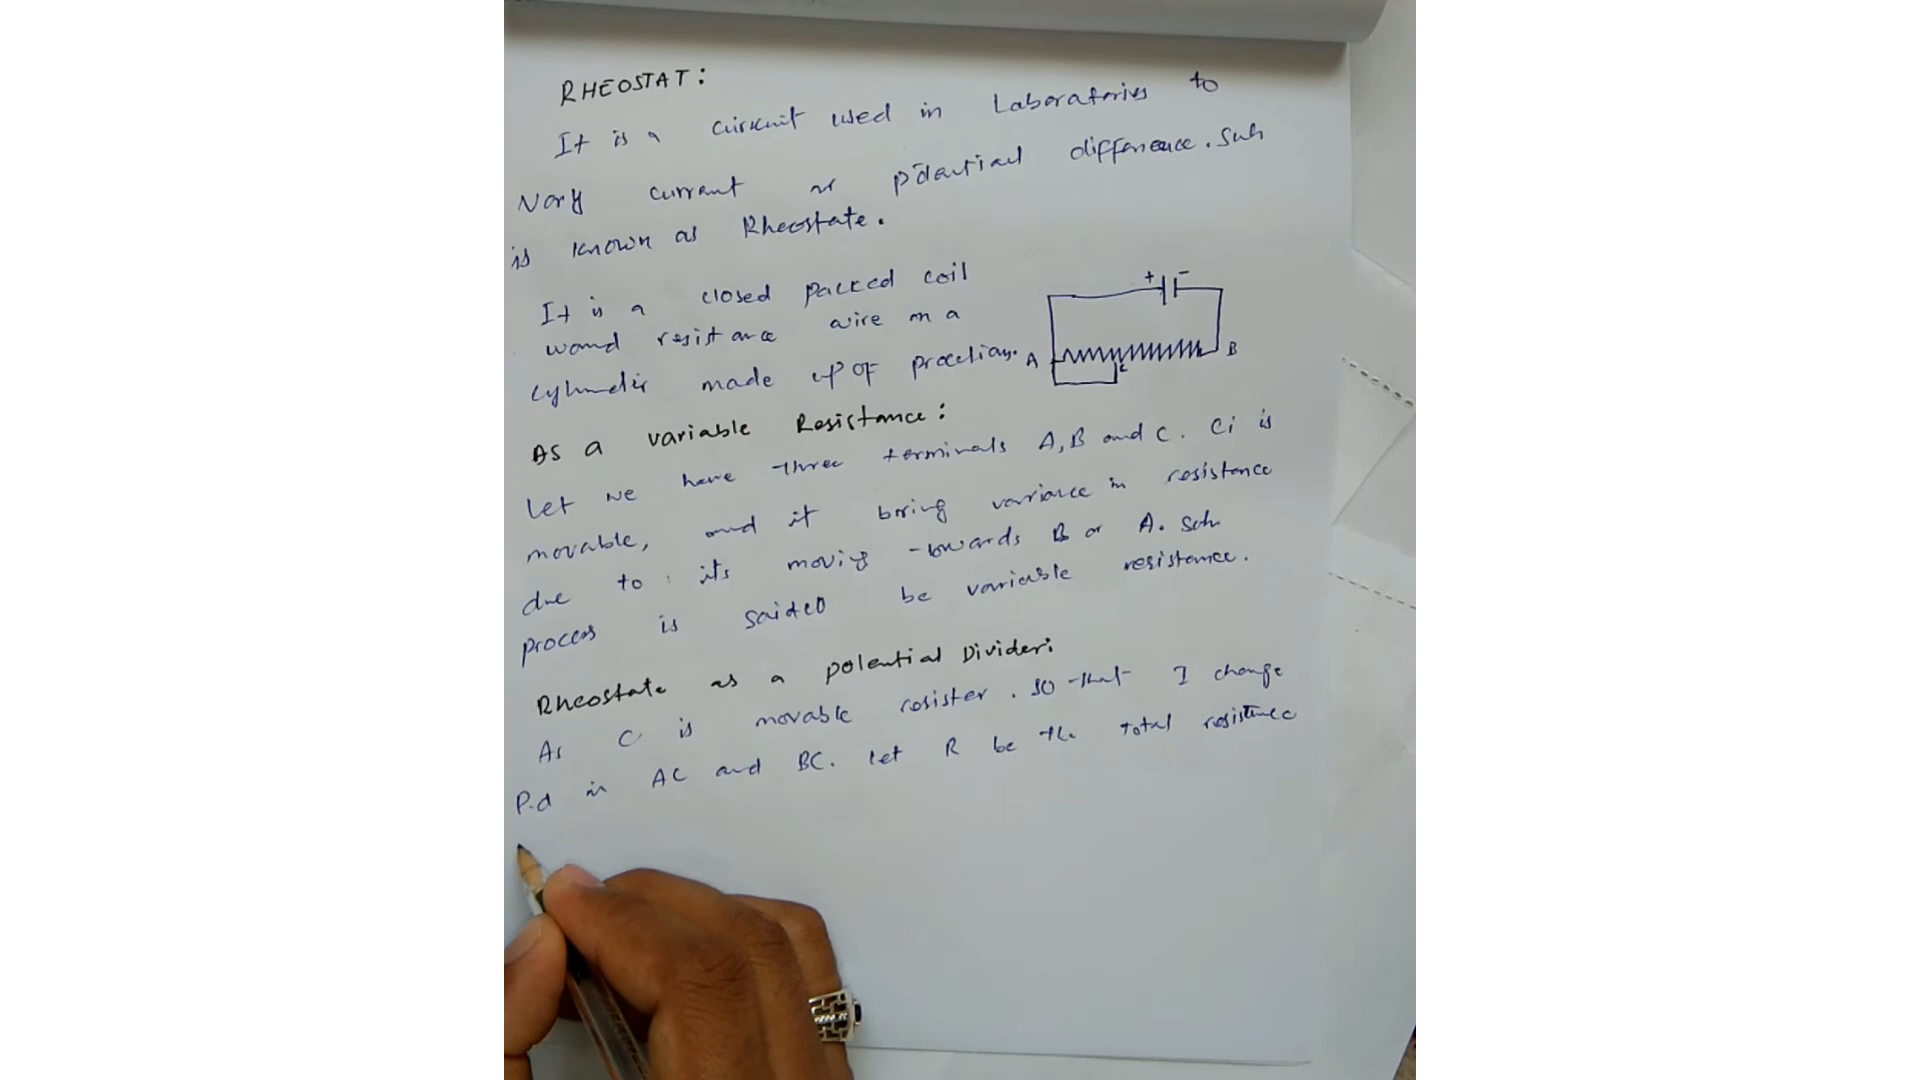 RHEOSTAT:
It is a cirkuit used in Laboratories to
Vary current or potential difference. Such
is known as Rheostate.
It is a closed packed coil
wound resistance wire on a
cylinder made up of
+ -
A B
C
As a variable Resistance:
Let we have three terminals A, B and C. Ci is
movable, and it bring variance in resistance
due to its moving towards B or A. Such
process is saided be variable resistance.
Rheostate as a potential Divider:
As C is movable resister. so that I change
P.d in AC and BC. let R be the total resistance